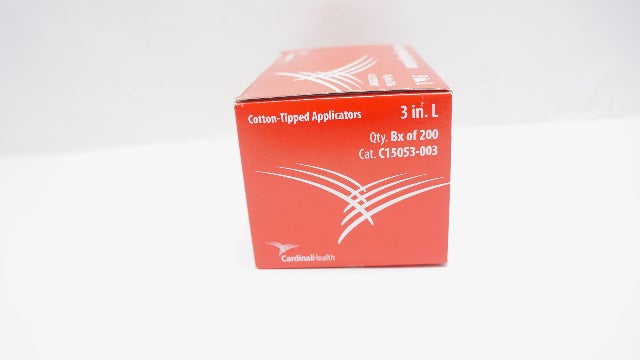 Cotton-Tipped Applicators 3 in. L
Qty. Bx of 200
Cat. C15053-003
CardinalHealth